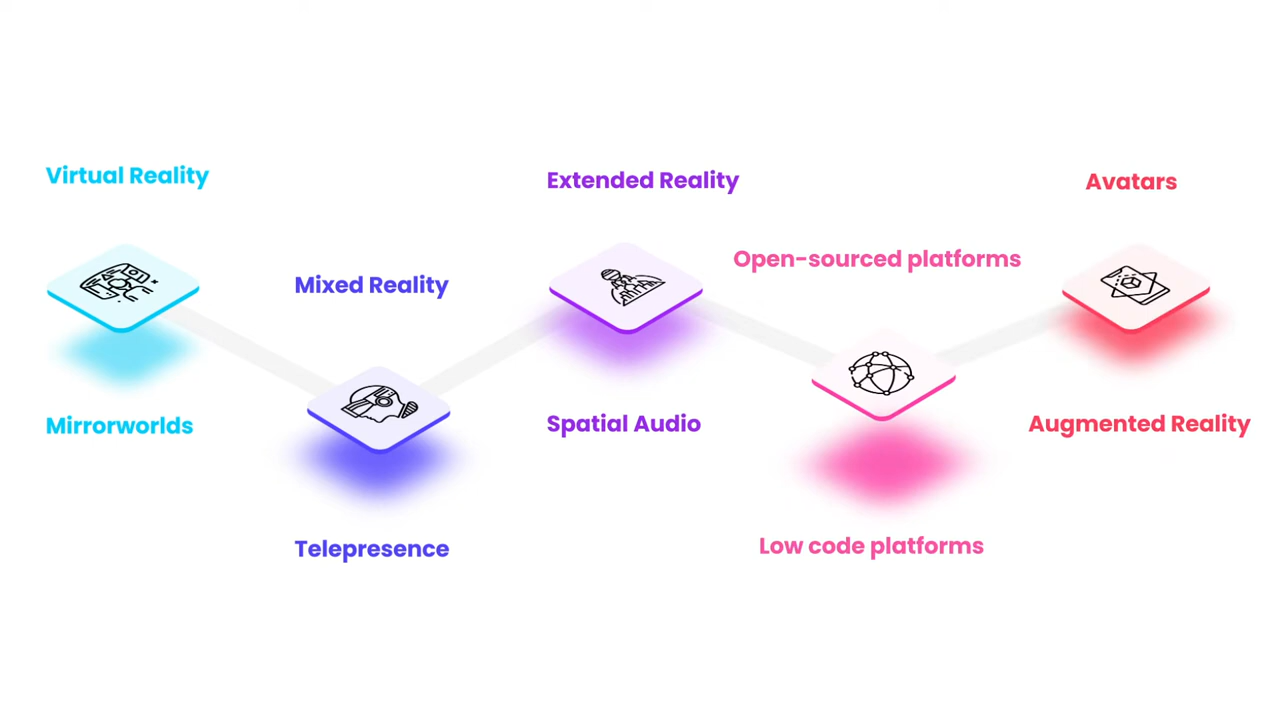 Virtual Reality
Mirrorworlds
Mixed Reality
Telepresence
Extended Reality
Spatial Audio
Open-sourced platforms
Low code platforms
Avatars
Augmented Reality